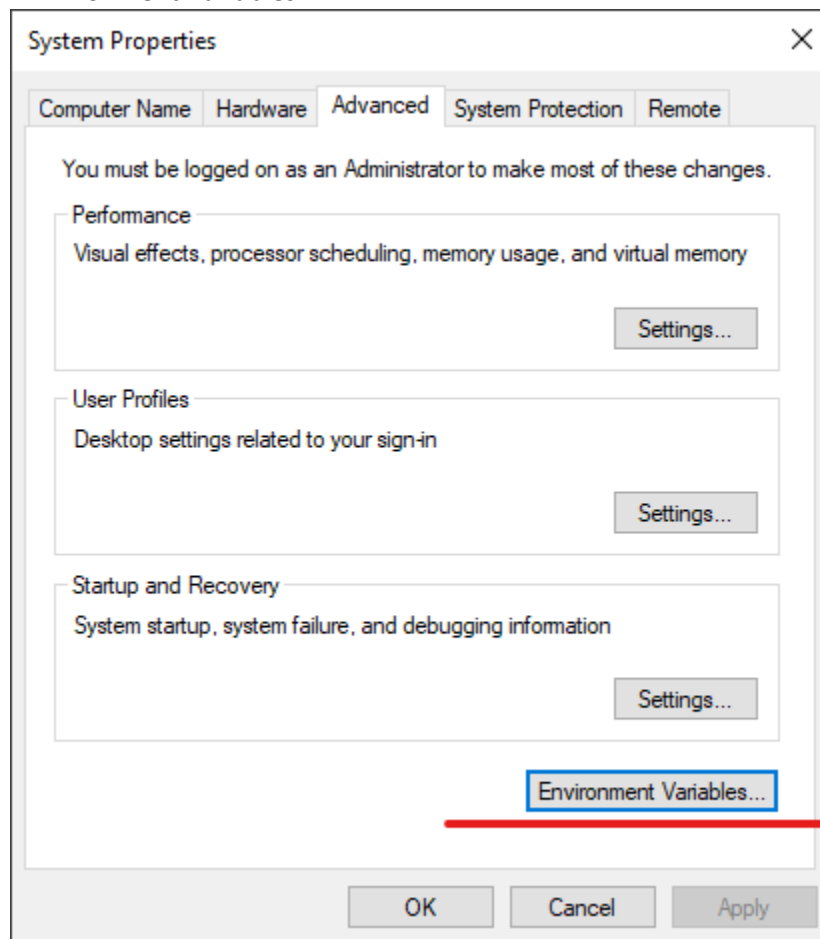 System Properties
Computer Name Hardware Advanced System Protection Remote
You must be logged on as an Administrator to make most of these changes.
Performance
Visual effects, processor scheduling, memory usage, and virtual memory
Settings...
User Profiles
Desktop settings related to your sign-in
Settings...
Startup and Recovery
System startup, system failure, and debugging information
Settings...
Environment Variables...
OK Cancel Apply